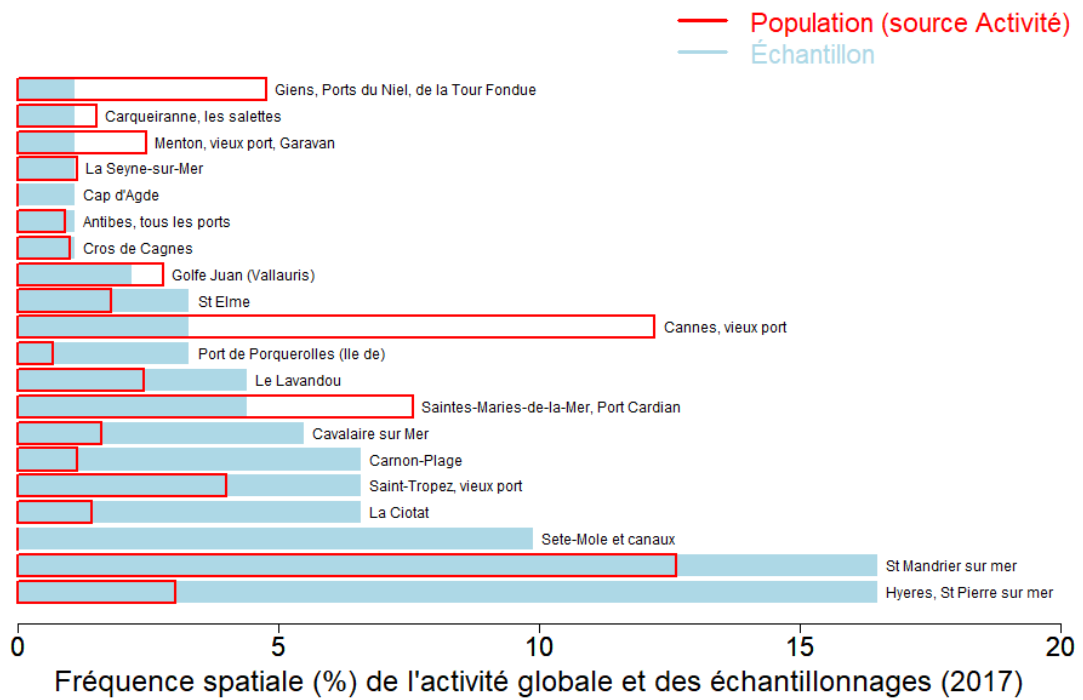 Population (source Activité)
Échantillon
Giens, Ports du Niel, de la Tour Fondue
Carqueiranne, les salettes
Menton, vieux port, Garavan
La Seyne-sur-Mer
Cap d'Agde
Antibes, tous les ports
Cros de Cagnes
Golfe Juan (Vallauris)
St Elme
Cannes, vieux port
Port de Porquerolles (Ile de)
Le Lavandou
Saintes-Maries-de-la-Mer, Port Cardian
Cavalaire sur Mer
Carnon-Plage
Saint-Tropez, vieux port
La Ciotat
Sete-Mole et canaux
St Mandrier sur mer
Hyeres, St Pierre sur mer
0 5 10 15 20
Fréquence spatiale (%) de l'activité globale et des échantillonnages (2017)